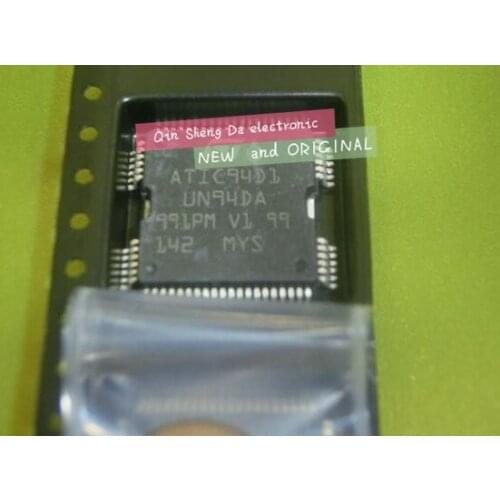 Qin Sheng Da electronic
NEW and ORIGINAL
ATIC94D1
UN94DA
991PM V1 99
142 MYS